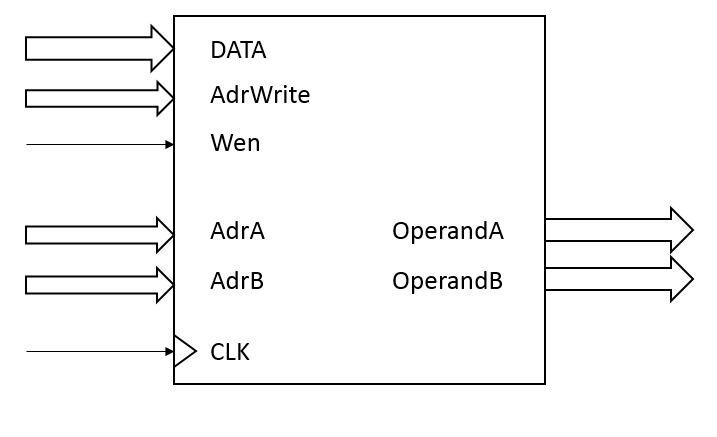 DATA
AdrWrite
Wen
AdrA
OperandA
AdrB
OperandB
CLK